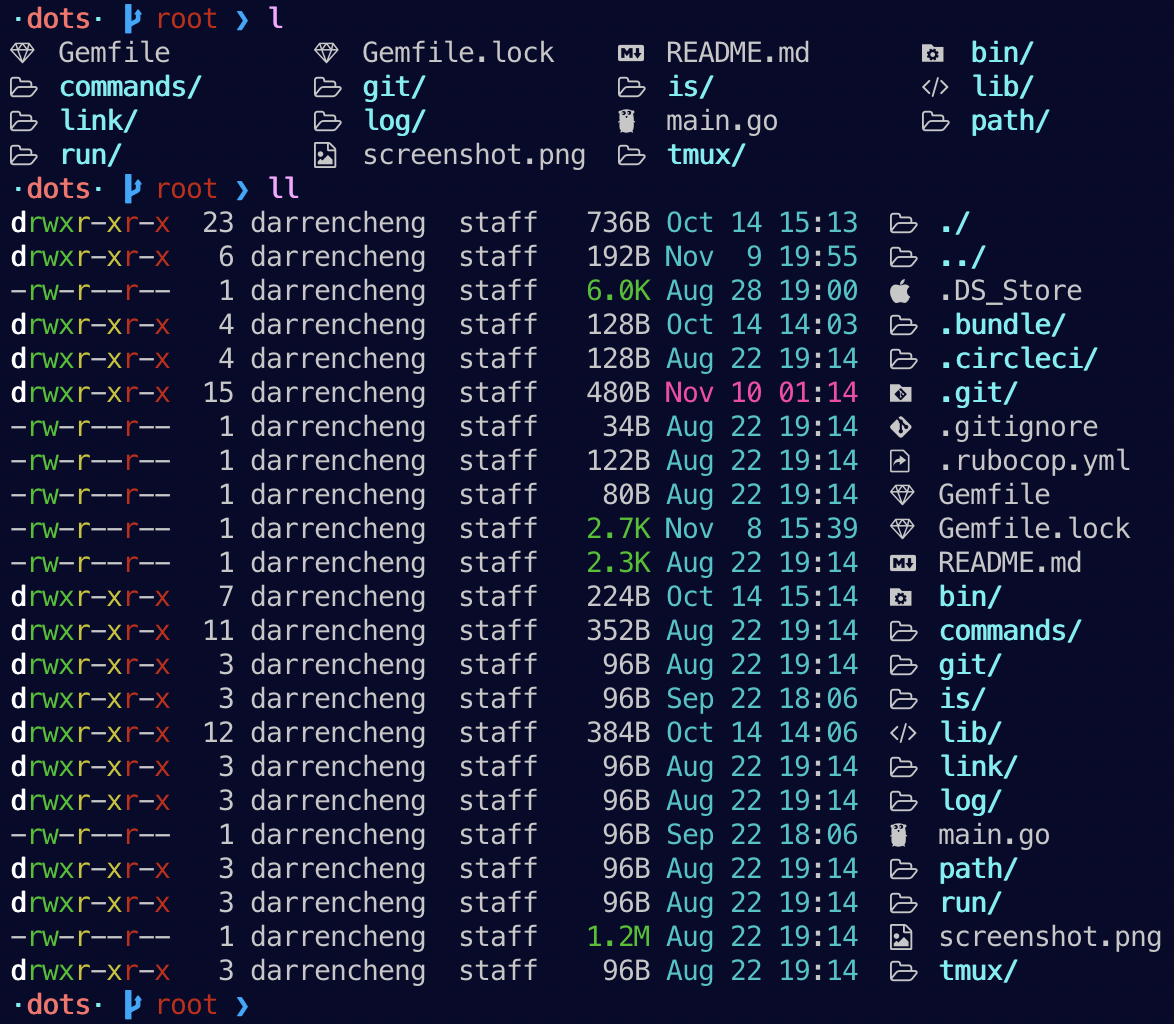 ·dots· root ❯ l
Gemfile Gemfile.lock README.md bin/
commands/ git/ is/ </> lib/
link/ log/ main.go path/
run/ screenshot.png tmux/
·dots· root ❯ ll
drwxr-xr-x 23 darrencheng staff 736B Oct 14 15:13 ./
drwxr-xr-x 6 darrencheng staff 192B Nov 9 19:55 ../
-rw-r--r-- 1 darrencheng staff 6.0K Aug 28 19:00 .DS_Store
drwxr-xr-x 4 darrencheng staff 128B Oct 14 14:03 .bundle/
drwxr-xr-x 4 darrencheng staff 128B Aug 22 19:14 .circleci/
drwxr-xr-x 15 darrencheng staff 480B Nov 10 01:14 .git/
-rw-r--r-- 1 darrencheng staff 34B Aug 22 19:14 .gitignore
-rw-r--r-- 1 darrencheng staff 122B Aug 22 19:14 .rubocop.yml
-rw-r--r-- 1 darrencheng staff 80B Aug 22 19:14 Gemfile
-rw-r--r-- 1 darrencheng staff 2.7K Nov 8 15:39 Gemfile.lock
-rw-r--r-- 1 darrencheng staff 2.3K Aug 22 19:14 README.md
drwxr-xr-x 7 darrencheng staff 224B Oct 14 15:14 bin/
drwxr-xr-x 11 darrencheng staff 352B Aug 22 19:14 commands/
drwxr-xr-x 3 darrencheng staff 96B Aug 22 19:14 git/
drwxr-xr-x 3 darrencheng staff 96B Sep 22 18:06 is/
drwxr-xr-x 12 darrencheng staff 384B Oct 14 14:06 </> lib/
drwxr-xr-x 3 darrencheng staff 96B Aug 22 19:14 link/
drwxr-xr-x 3 darrencheng staff 96B Aug 22 19:14 log/
-rw-r--r-- 1 darrencheng staff 96B Sep 22 18:06 main.go
drwxr-xr-x 3 darrencheng staff 96B Aug 22 19:14 path/
drwxr-xr-x 3 darrencheng staff 96B Aug 22 19:14 run/
-rw-r--r-- 1 darrencheng staff 1.2M Aug 22 19:14 screenshot.png
drwxr-xr-x 3 darrencheng staff 96B Aug 22 19:14 tmux/
·dots· root ❯